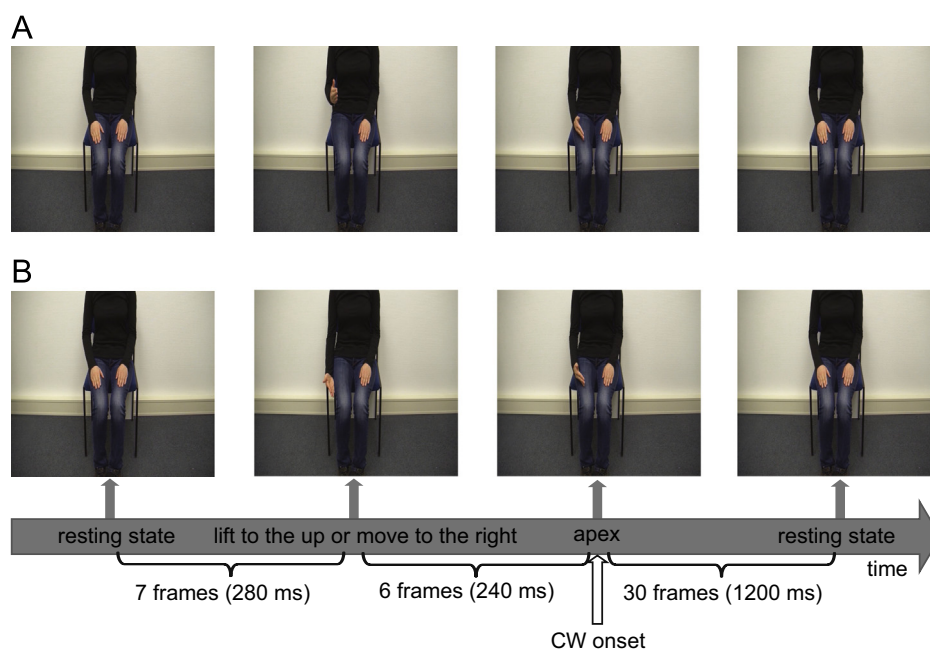 A
B
resting state lift to the up or move to the right apex resting state
time
7 frames (280 ms) 6 frames (240 ms) 30 frames (1200 ms)
CW onset